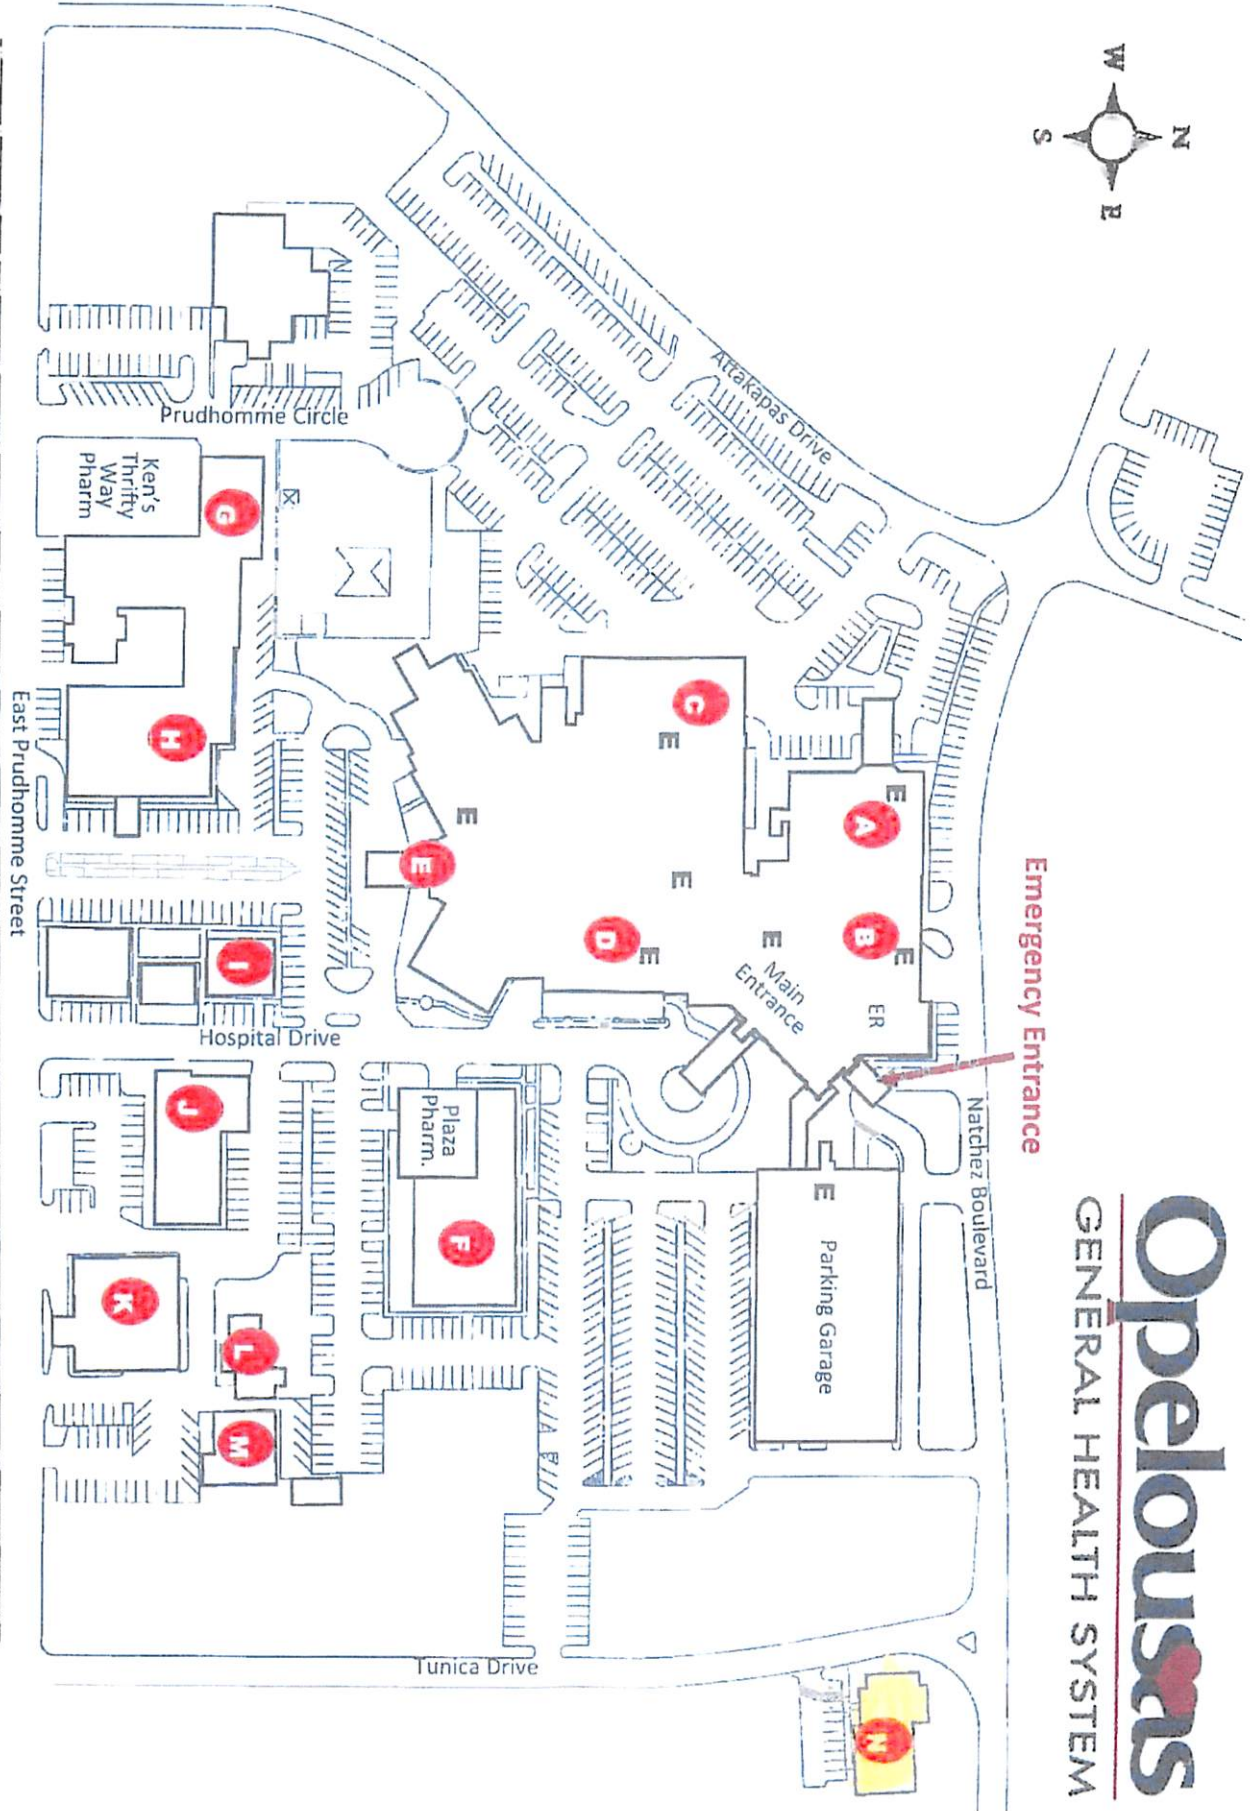 Opelousas
GENERAL HEALTH SYSTEM
N
W
E
S
Emergency Entrance
Natchez Boulevard
Attakapas Drive
A
E
B
E
ER
Main
Entrance
E
E
Parking Garage
C
E
E
D
E
E
E
N
Prudhomme Circle
Plaza
Pharm.
F
Tunica Drive
Ken's
Thrifty
Way
Pharm
G
H
I
Hospital Drive
J
K
L
M
East Prudhomme Street